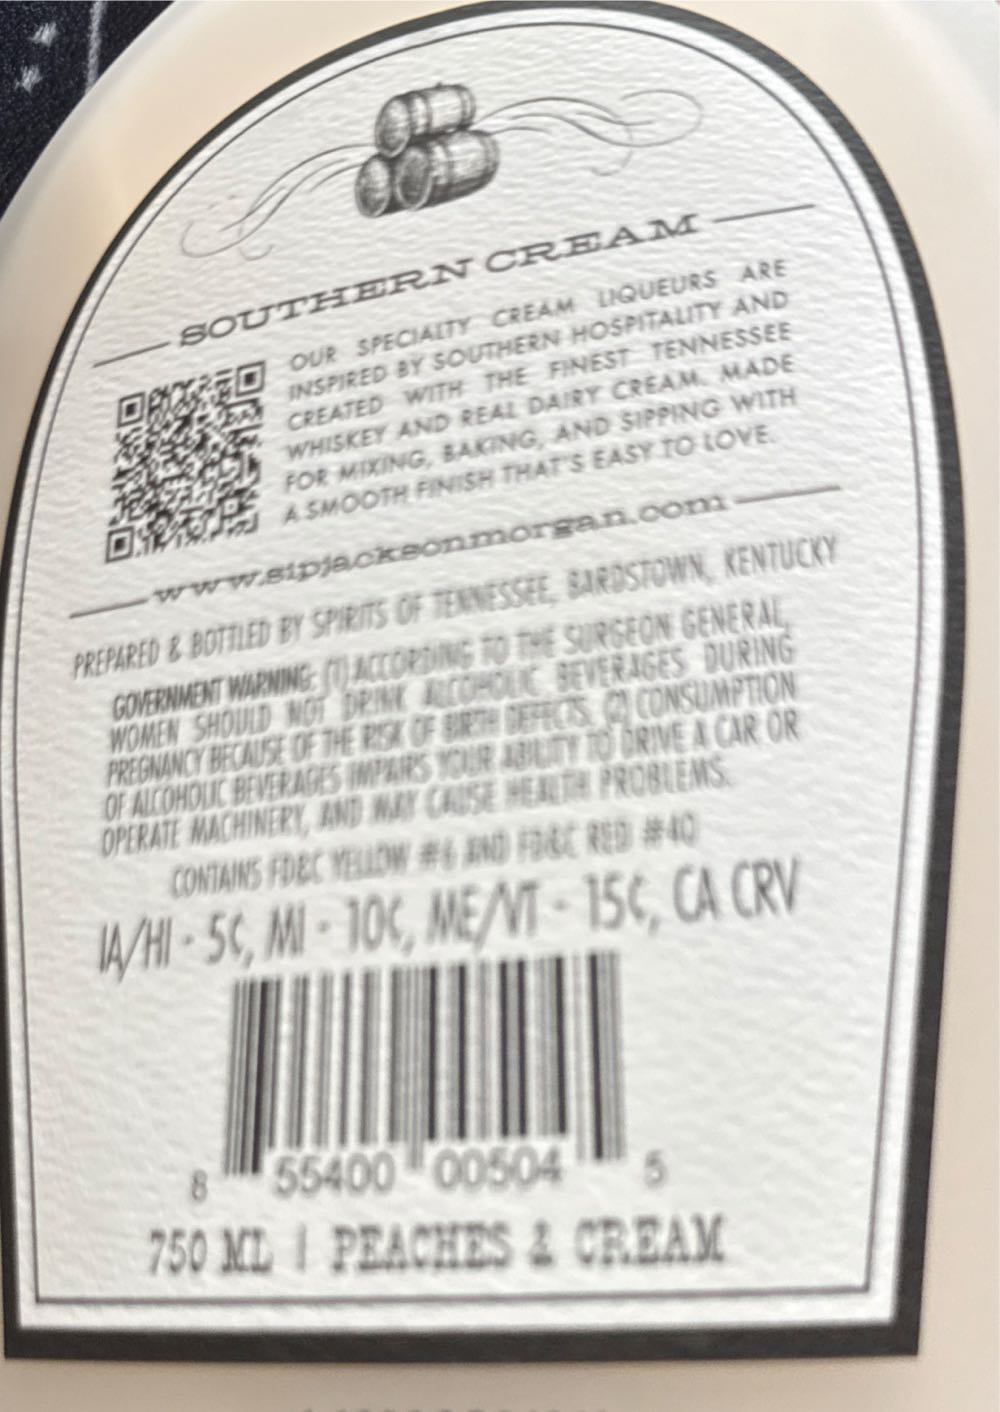 SOUTHERN CREAM
OUR SPECIALTY CREAM LIQUEURS ARE
INSPIRED BY SOUTHERN HOSPITALITY AND
CREATED WITH THE FINEST TENNESSEE
WHISKEY AND REAL DAIRY CREAM. MADE
FOR MIXING, BAKING, AND SIPPING WITH
A SMOOTH FINISH THAT'S EASY TO LOVE.
www.sipjacksonmorgan.com
PREPARED & BOTTLED BY SPIRITS OF TENNESSEE, BARDSTOWN, KENTUCKY
GOVERNMENT WARNING: (1) ACCORDING TO THE SURGEON GENERAL,
WOMEN SHOULD NOT DRINK ALCOHOLIC BEVERAGES DURING
PREGNANCY BECAUSE OF THE RISK OF BIRTH DEFECTS. (2) CONSUMPTION
OF ALCOHOLIC BEVERAGES IMPAIRS YOUR ABILITY TO DRIVE A CAR OR
OPERATE MACHINERY, AND MAY CAUSE HEALTH PROBLEMS.
CONTAINS FD&C YELLOW #6 AND FD&C RED #40
IA/HI - 5¢, MI - 10¢, ME/VT - 15¢, CA CRV
8 55400 00504 5
750 ML | PEACHES & CREAM